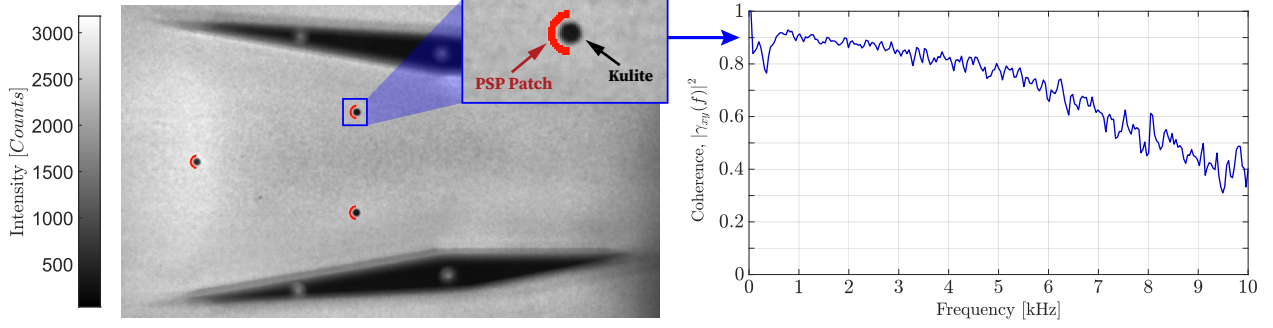 Intensity [Counts]
3000
2500
2000
1500
1000
500
PSP Patch
Kulite
Coherence, |γxy(f)|²
1
0.8
0.6
0.4
0.2
0
0 1 2 3 4 5 6 7 8 9 10
Frequency [kHz]